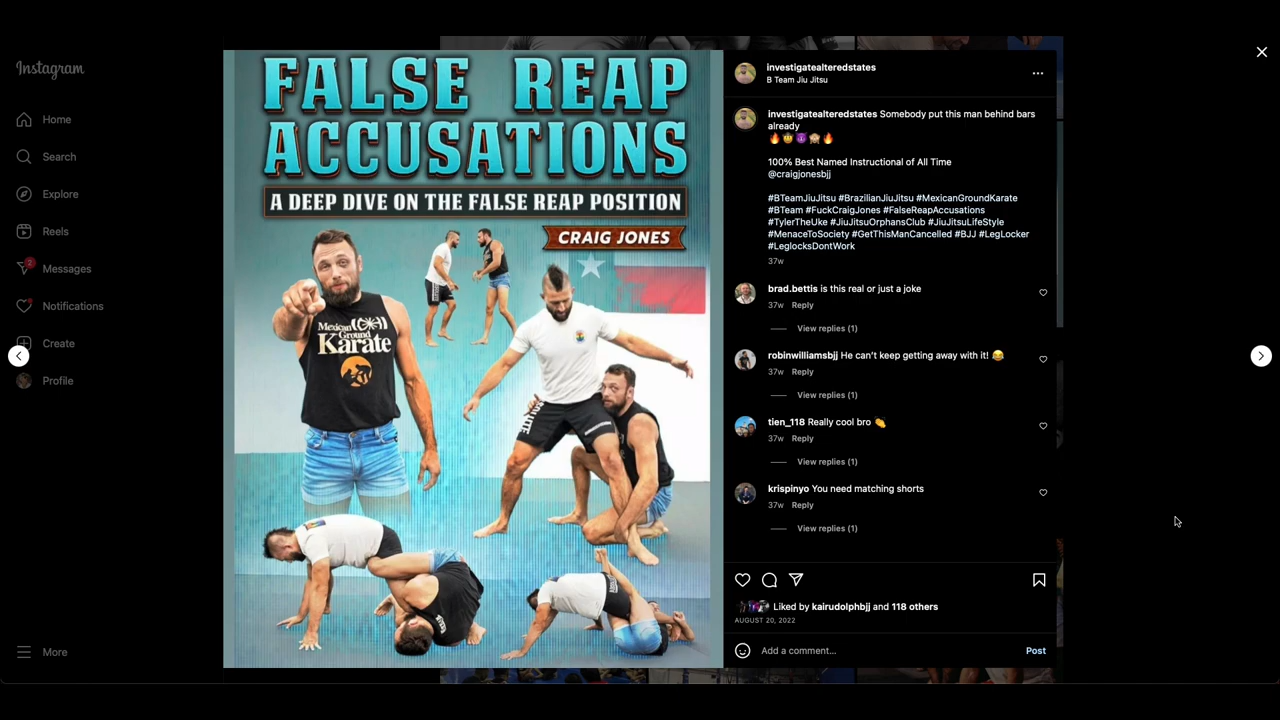 Instagram
Home
Search
Explore
Reels
2
Messages
Notifications
Create
Profile
More
FALSE REAP
ACCUSATIONS
A DEEP DIVE ON THE FALSE REAP POSITION
CRAIG JONES
Mexican
Ground
Karate
investigatealteredstates
B Team Jiu Jitsu
investigatealteredstates Somebody put this man behind bars
already
🔥🤠😈🙈🔥
100% Best Named Instructional of All Time
@craigjonesbjj
#BTeamJiuJitsu #BrazilianJiuJitsu #MexicanGroundKarate
#BTeam #FuckCraigJones #FalseReapAccusations
#TylerTheUke #JiuJitsuOrphansClub #JiuJitsuLifeStyle
#MenaceToSociety #GetThisManCancelled #BJJ #LegLocker
#LeglocksDontWork
37w
brad.bettis is this real or just a joke
37w Reply
View replies (1)
robinwilliamsbjj He can't keep getting away with it! 😂
37w Reply
View replies (1)
tien_118 Really cool bro 👏
37w Reply
View replies (1)
krispinyo You need matching shorts
37w Reply
View replies (1)
Liked by kairudolphbjj and 118 others
AUGUST 20, 2022
Add a comment...
Post